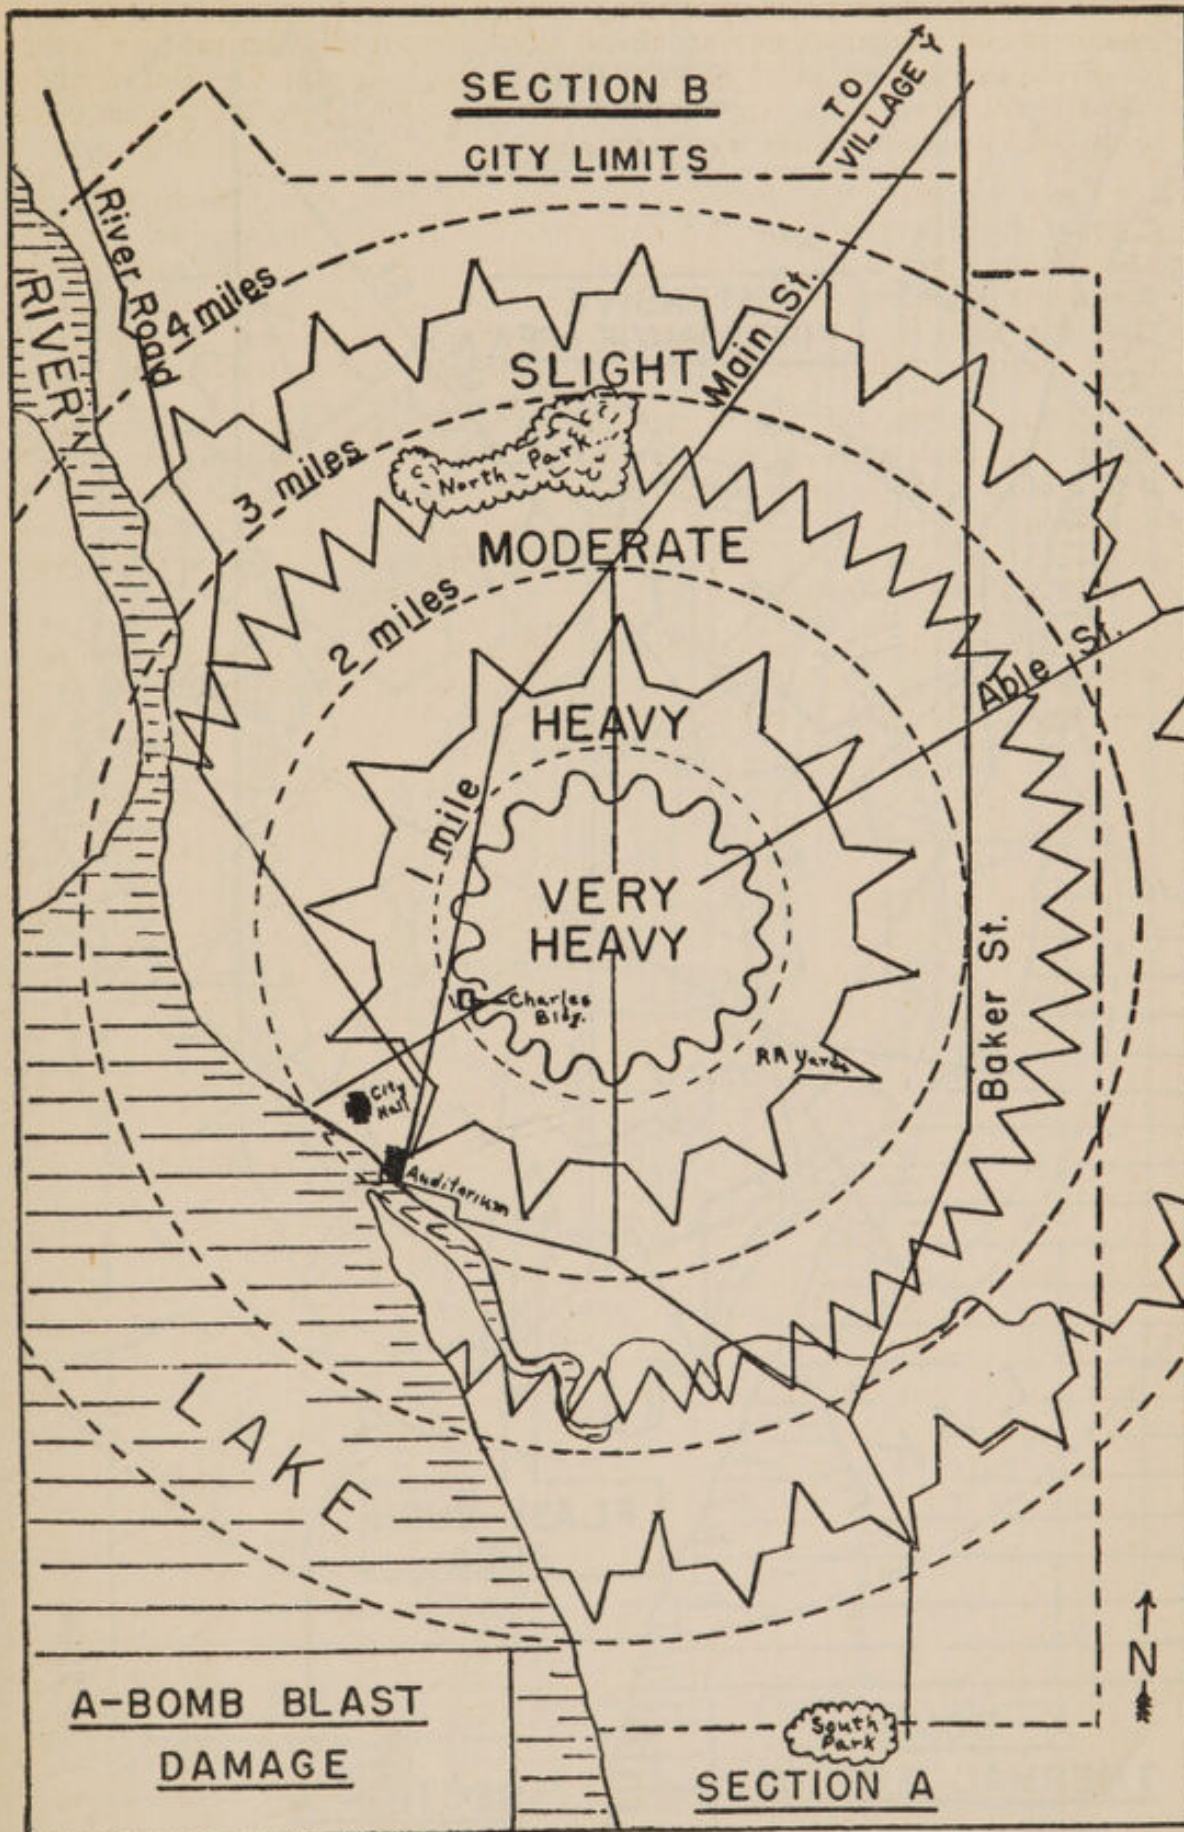 SECTION B
CITY LIMITS
TO
VILLAGE Y
River Road
RIVER
4 miles
Main St.
SLIGHT
North Park
3 miles
MODERATE
2 miles
Able St.
HEAVY
1 mile
VERY
HEAVY
Baker St.
Charles
Bldg.
RR Yards
City
Hall
Auditorium
LAKE
N
A-BOMB BLAST
DAMAGE
South
Park
SECTION A